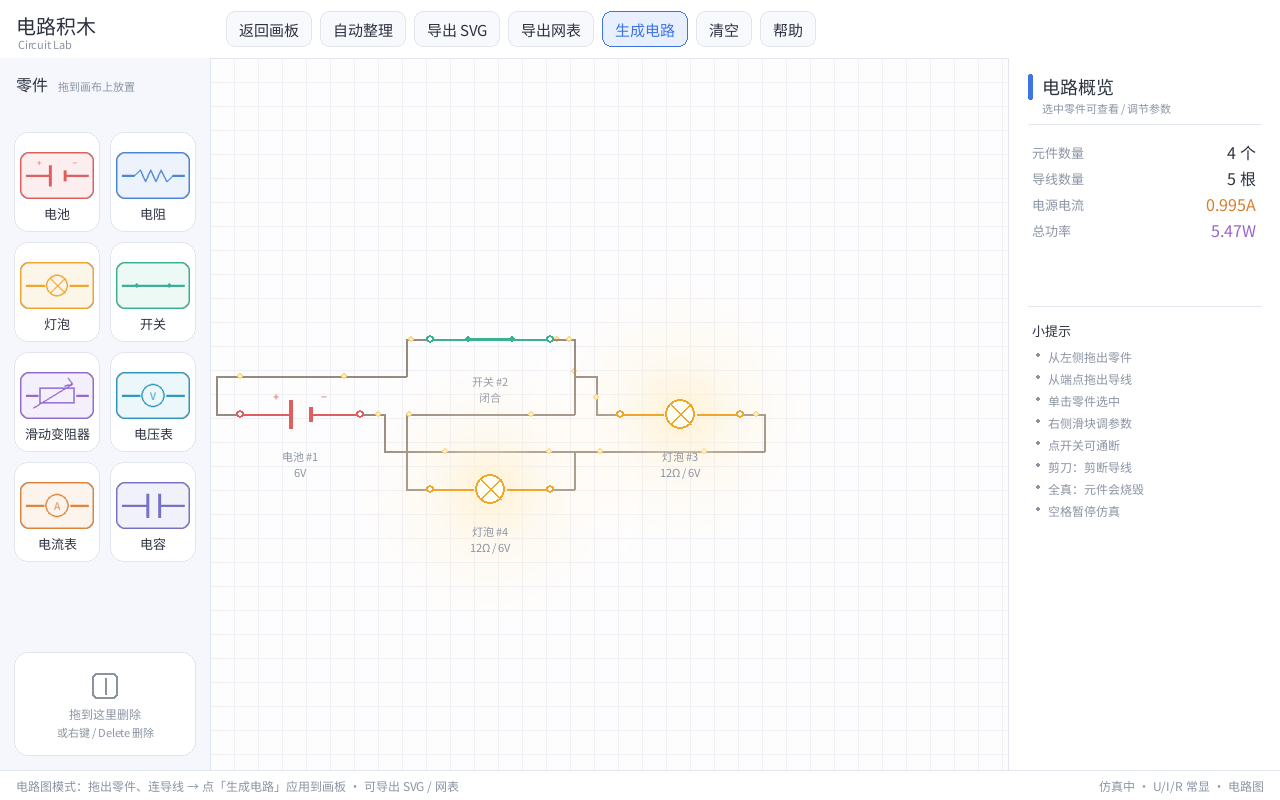 电路积木
Circuit Lab
返回画板
自动整理
导出 SVG
导出网表
生成电路
清空
帮助
零件
拖到画布上放置
+
−
电池
电阻
灯泡
开关
滑动变阻器
V
电压表
A
电流表
电容
拖到这里删除
或右键 / Delete 删除
开关 #2
闭合
+
−
电池 #1
6V
灯泡 #3
12Ω / 6V
灯泡 #4
12Ω / 6V
电路概览
选中零件可查看 / 调节参数
元件数量 4 个
导线数量 5 根
电源电流 0.995A
总功率 5.47W
小提示
• 从左侧拖出零件
• 从端点拖出导线
• 单击零件选中
• 右侧滑块调参数
• 点开关可通断
• 剪刀：剪断导线
• 全真：元件会烧毁
• 空格暂停仿真
电路图模式：拖出零件、连导线 → 点「生成电路」应用到画板 · 可导出 SVG / 网表
仿真中 · U/I/R 常显 · 电路图